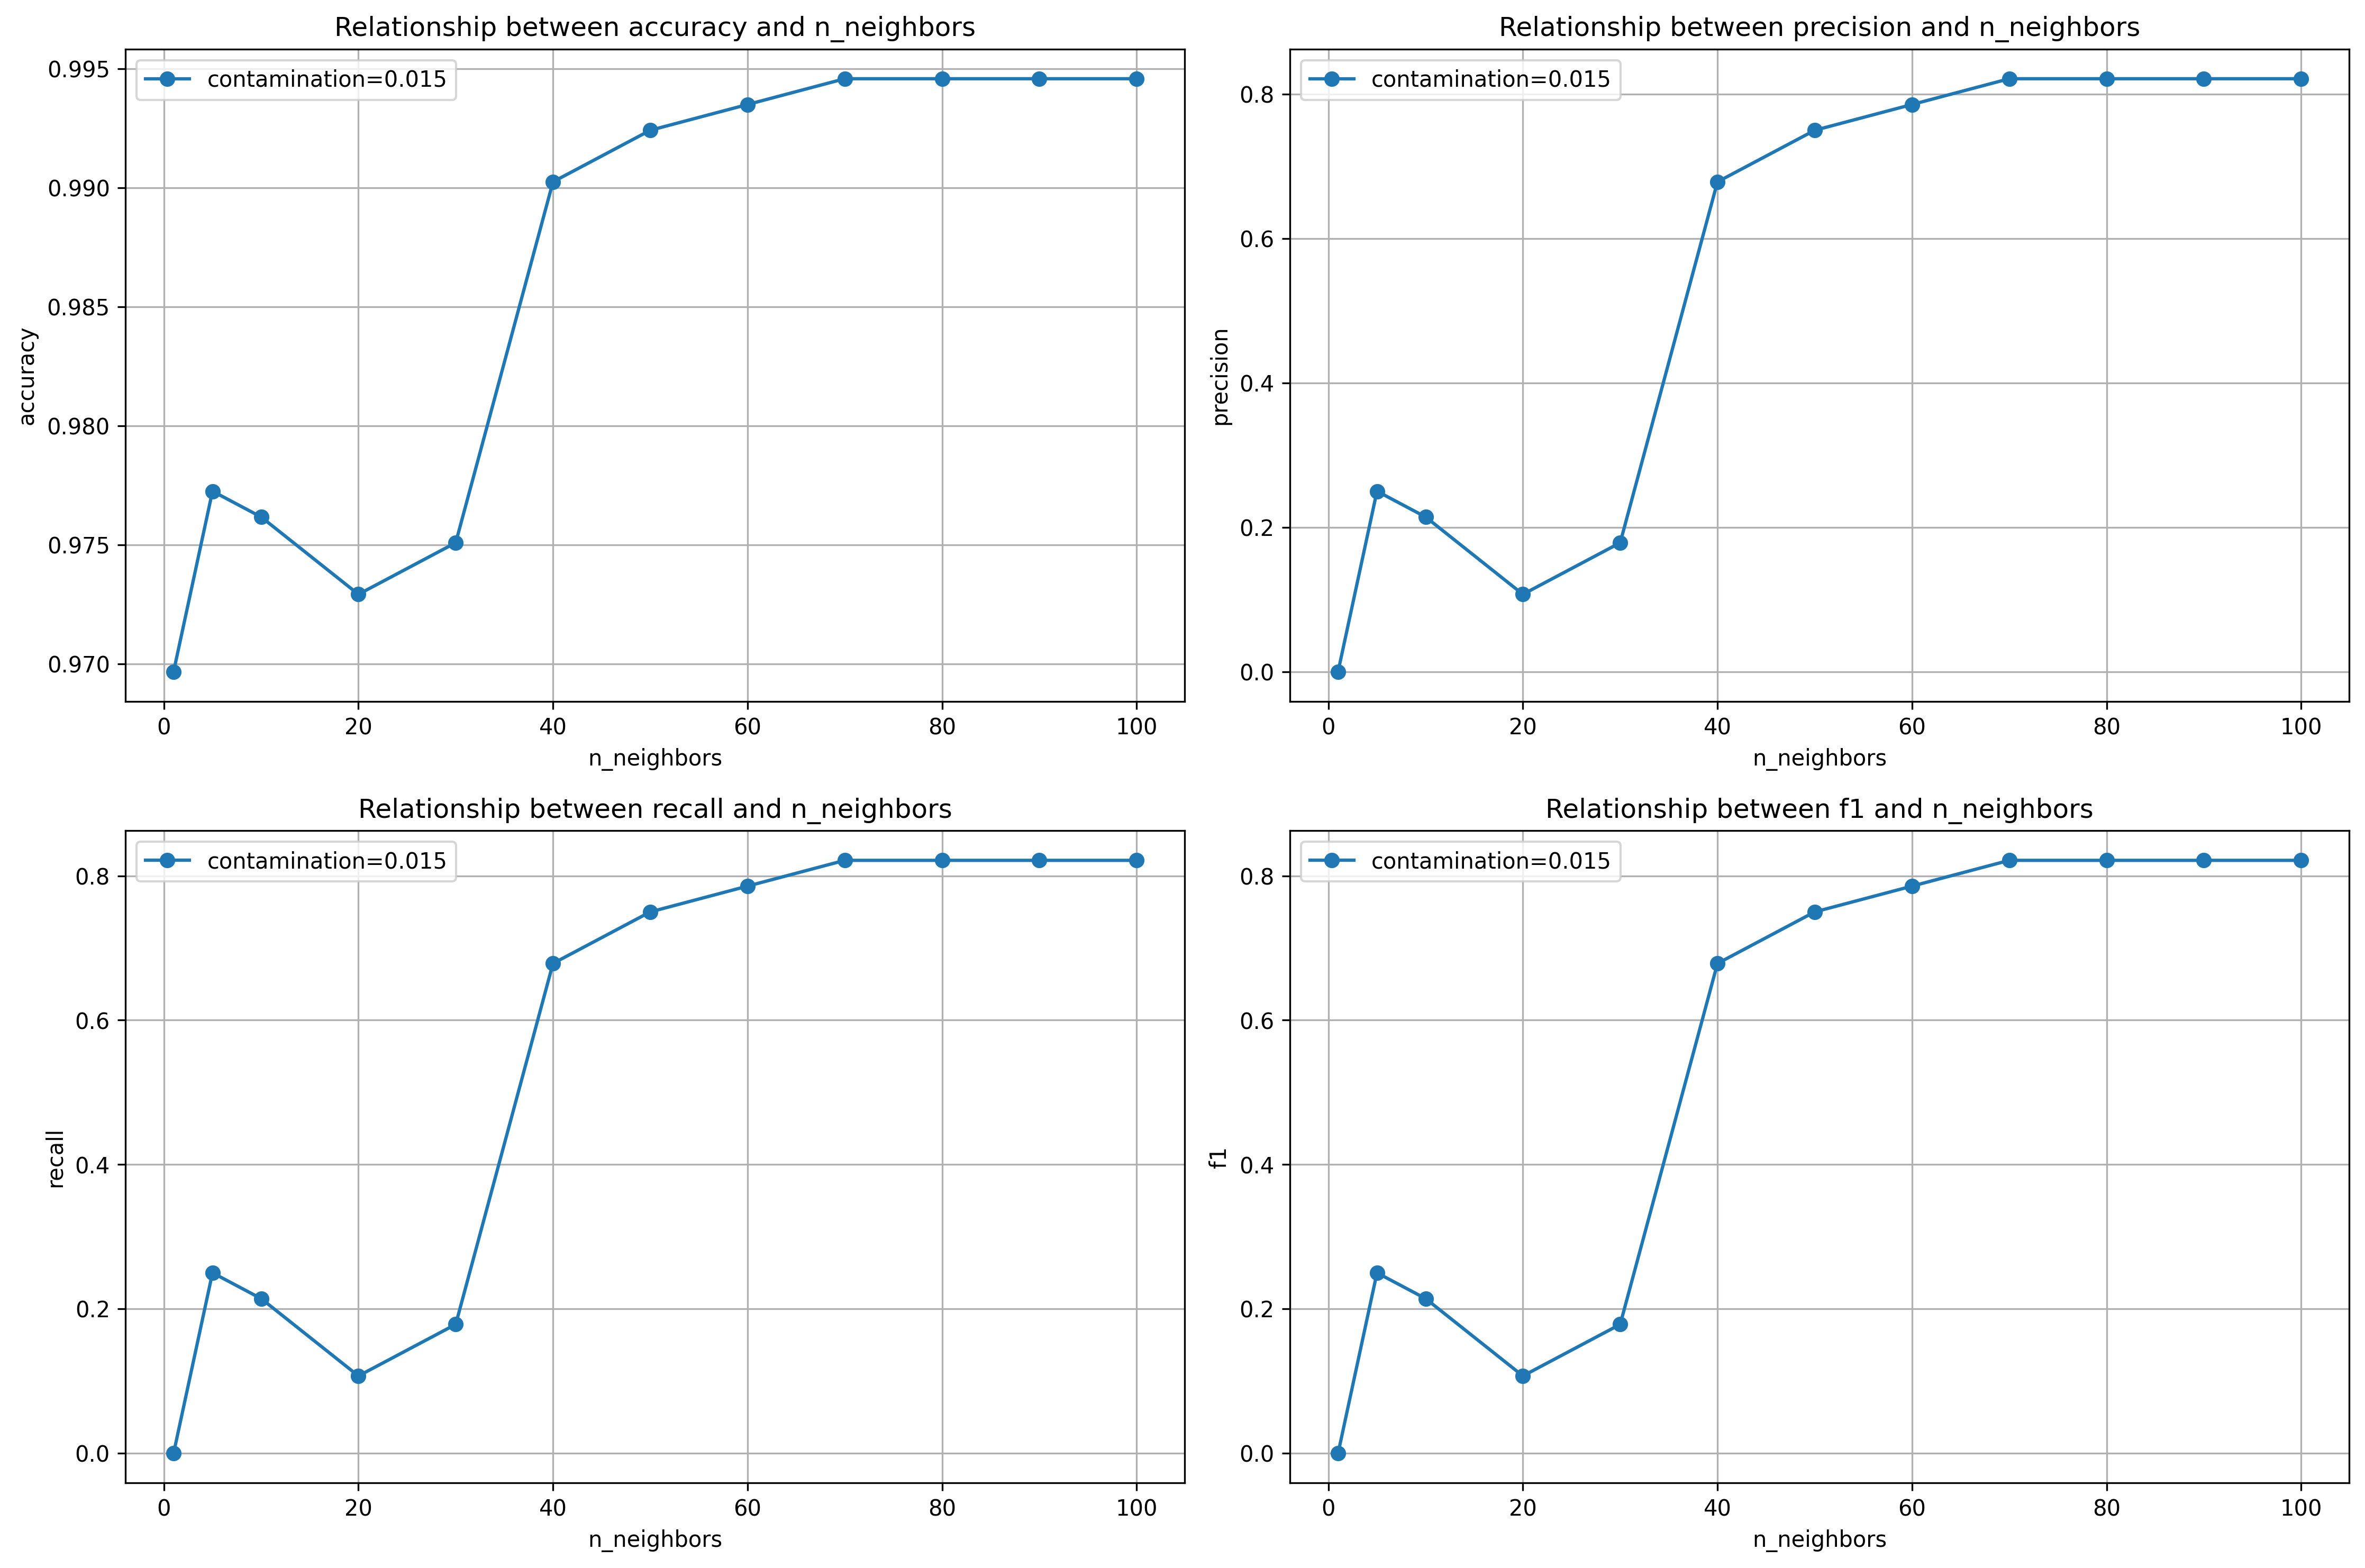 Relationship between accuracy and n_neighbors
contamination=0.015
0.995
0.990
0.985
0.980
0.975
0.970
accuracy
0 20 40 60 80 100
n_neighbors
Relationship between precision and n_neighbors
contamination=0.015
0.8
0.6
0.4
0.2
0.0
precision
0 20 40 60 80 100
n_neighbors
Relationship between recall and n_neighbors
contamination=0.015
0.8
0.6
0.4
0.2
0.0
recall
0 20 40 60 80 100
n_neighbors
Relationship between f1 and n_neighbors
contamination=0.015
0.8
0.6
0.4
0.2
0.0
f1
0 20 40 60 80 100
n_neighbors